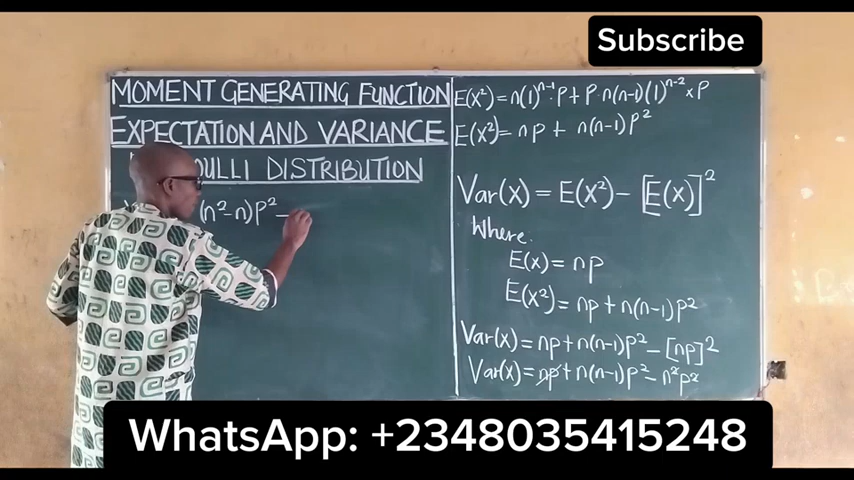 Subscribe
MOMENT GENERATING FUNCTION
EXPECTATION AND VARIANCE
DISTRIBUTION
(n²-n)P² –
E(X²) = n(1)ⁿ⁻¹·P + P·n(n-1)(1)ⁿ⁻²×P
E(X²) = np + n(n-1)P²
Var(X) = E(X²) – [E(X)]²
Where.
E(X) = np
E(X²) = np + n(n-1)P²
Var(X) = np + n(n-1)P² – [np]²
Var(X) = np + n(n-1)P² – n²p²
WhatsApp: +2348035415248